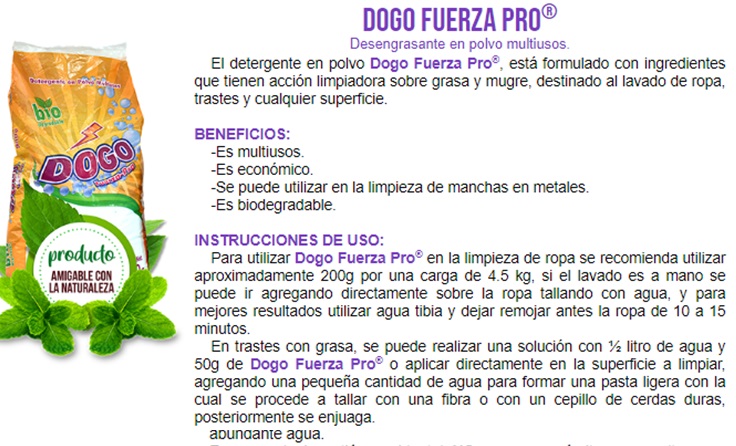 DOGO FUERZA PRO®
Desengrasante en polvo multiusos.
El detergente en polvo Dogo Fuerza Pro®, está formulado con ingredientes
que tienen acción limpiadora sobre grasa y mugre, destinado al lavado de ropa,
trastes y cualquier superficie.
BENEFICIOS:
-Es multiusos.
-Es económico.
-Se puede utilizar en la limpieza de manchas en metales.
-Es biodegradable.
INSTRUCCIONES DE USO:
Para utilizar Dogo Fuerza Pro® en la limpieza de ropa se recomienda utilizar
aproximadamente 200g por una carga de 4.5 kg, si el lavado es a mano se
puede ir agregando directamente sobre la ropa tallando con agua, y para
mejores resultados utilizar agua tibia y dejar remojar antes la ropa de 10 a 15
minutos.
En trastes con grasa, se puede realizar una solución con ½ litro de agua y
50g de Dogo Fuerza Pro® o aplicar directamente en la superficie a limpiar,
agregando una pequeña cantidad de agua para formar una pasta ligera con la
cual se procede a tallar con una fibra o con un cepillo de cerdas duras,
posteriormente se enjuaga.
abundante agua.
bio
DOGO
producto
AMIGABLE CON
LA NATURALEZA